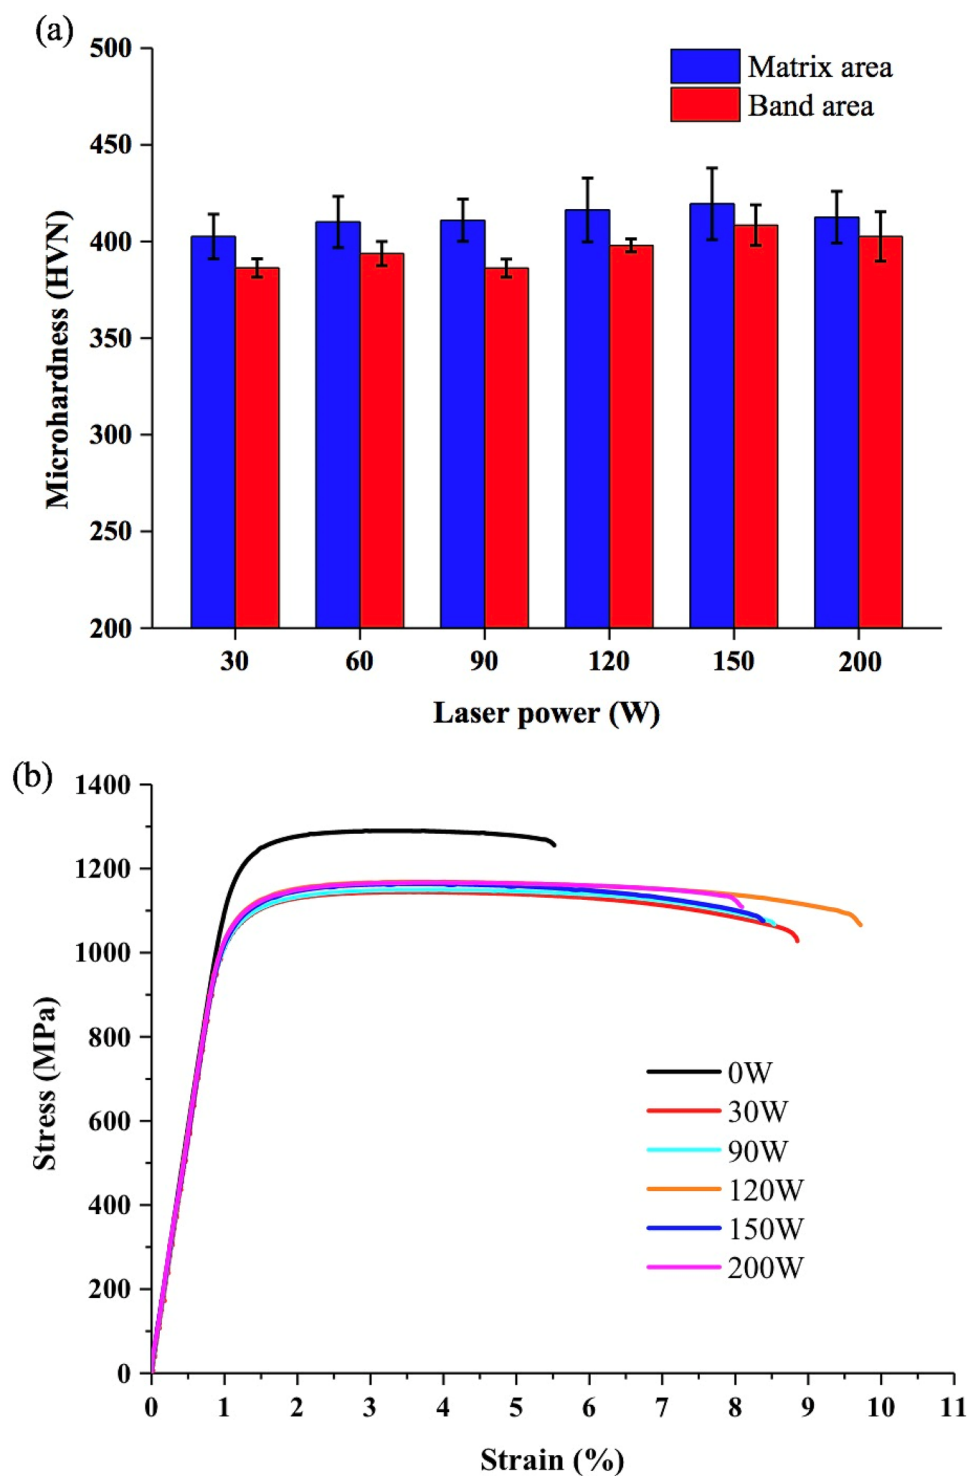 (a)
500
450
400
350
300
250
200
Microhardness (HVN)
Matrix area
Band area
30 60 90 120 150 200
Laser power (W)
(b)
1400
1200
1000
800
600
400
200
0
Stress (MPa)
0W
30W
90W
120W
150W
200W
0 1 2 3 4 5 6 7 8 9 10 11
Strain (%)